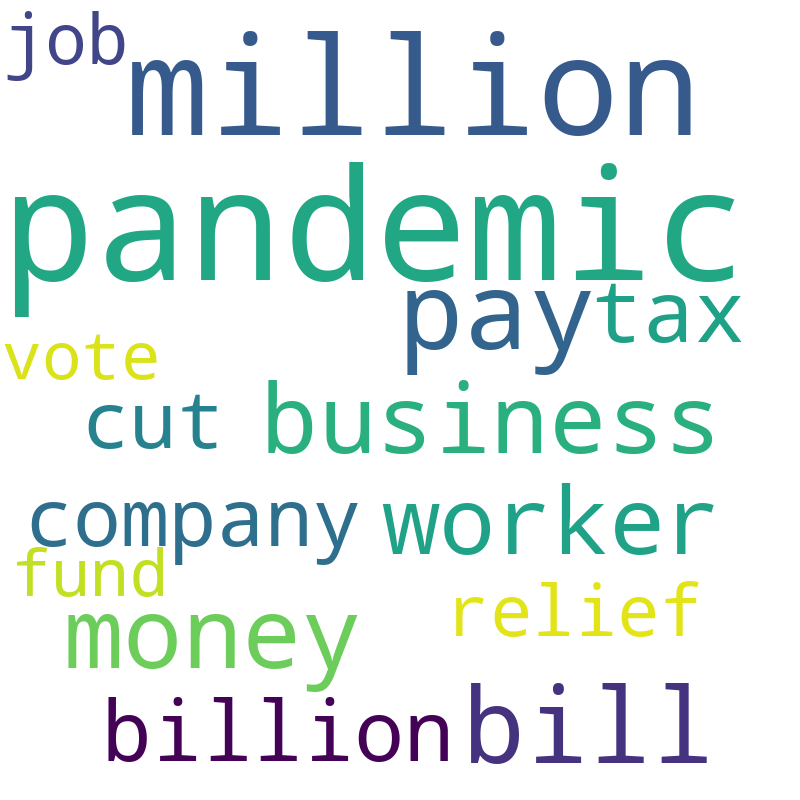 job million
pandemic
pay tax
vote
cut business
company worker
fund
money relief
billion bill